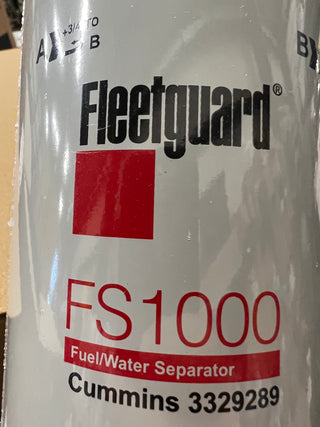 +3/4 TO
A B
B
Fleetguard®
FS1000
Fuel/Water Separator
Cummins 3329289